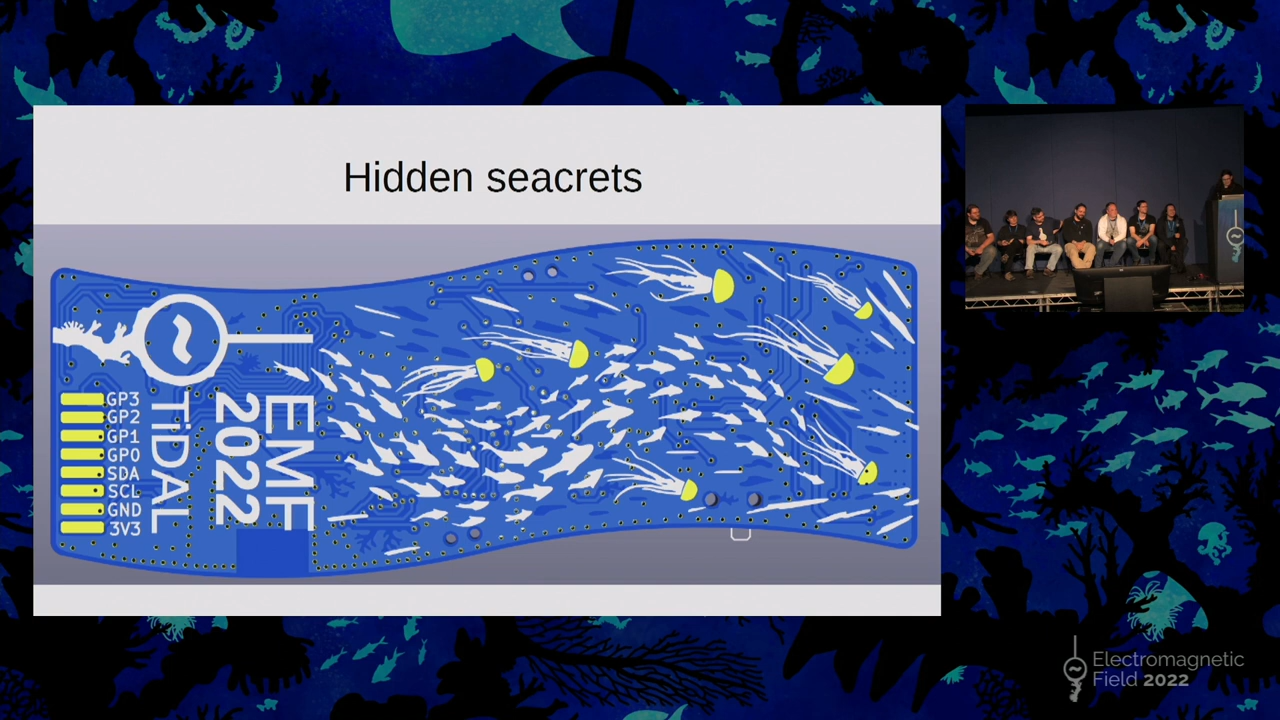 Hidden seacrets
GP3
GP2
GP1
GP0
SDA
SCL
GND
3V3
TiDAL
EMF
2022
Electromagnetic
Field 2022